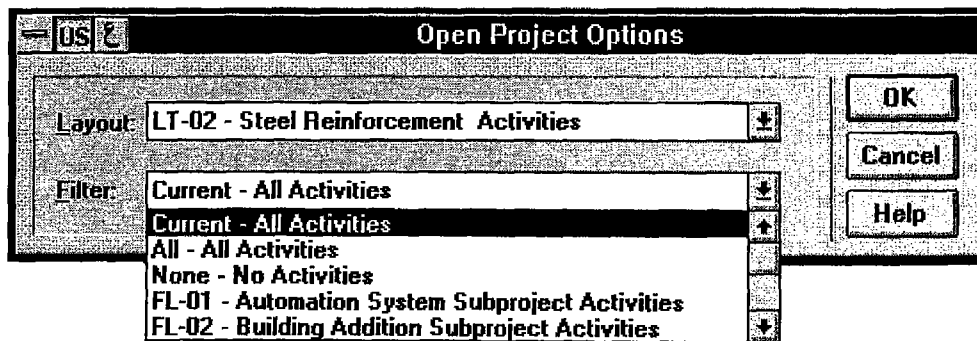 US Open Project Options
Layout: LT-02 - Steel Reinforcement Activities
OK
Cancel
Filter: Current - All Activities
Help
Current - All Activities
All - All Activities
None - No Activities
FL-01 - Automation System Subproject Activities
FL-02 - Building Addition Subproject Activities